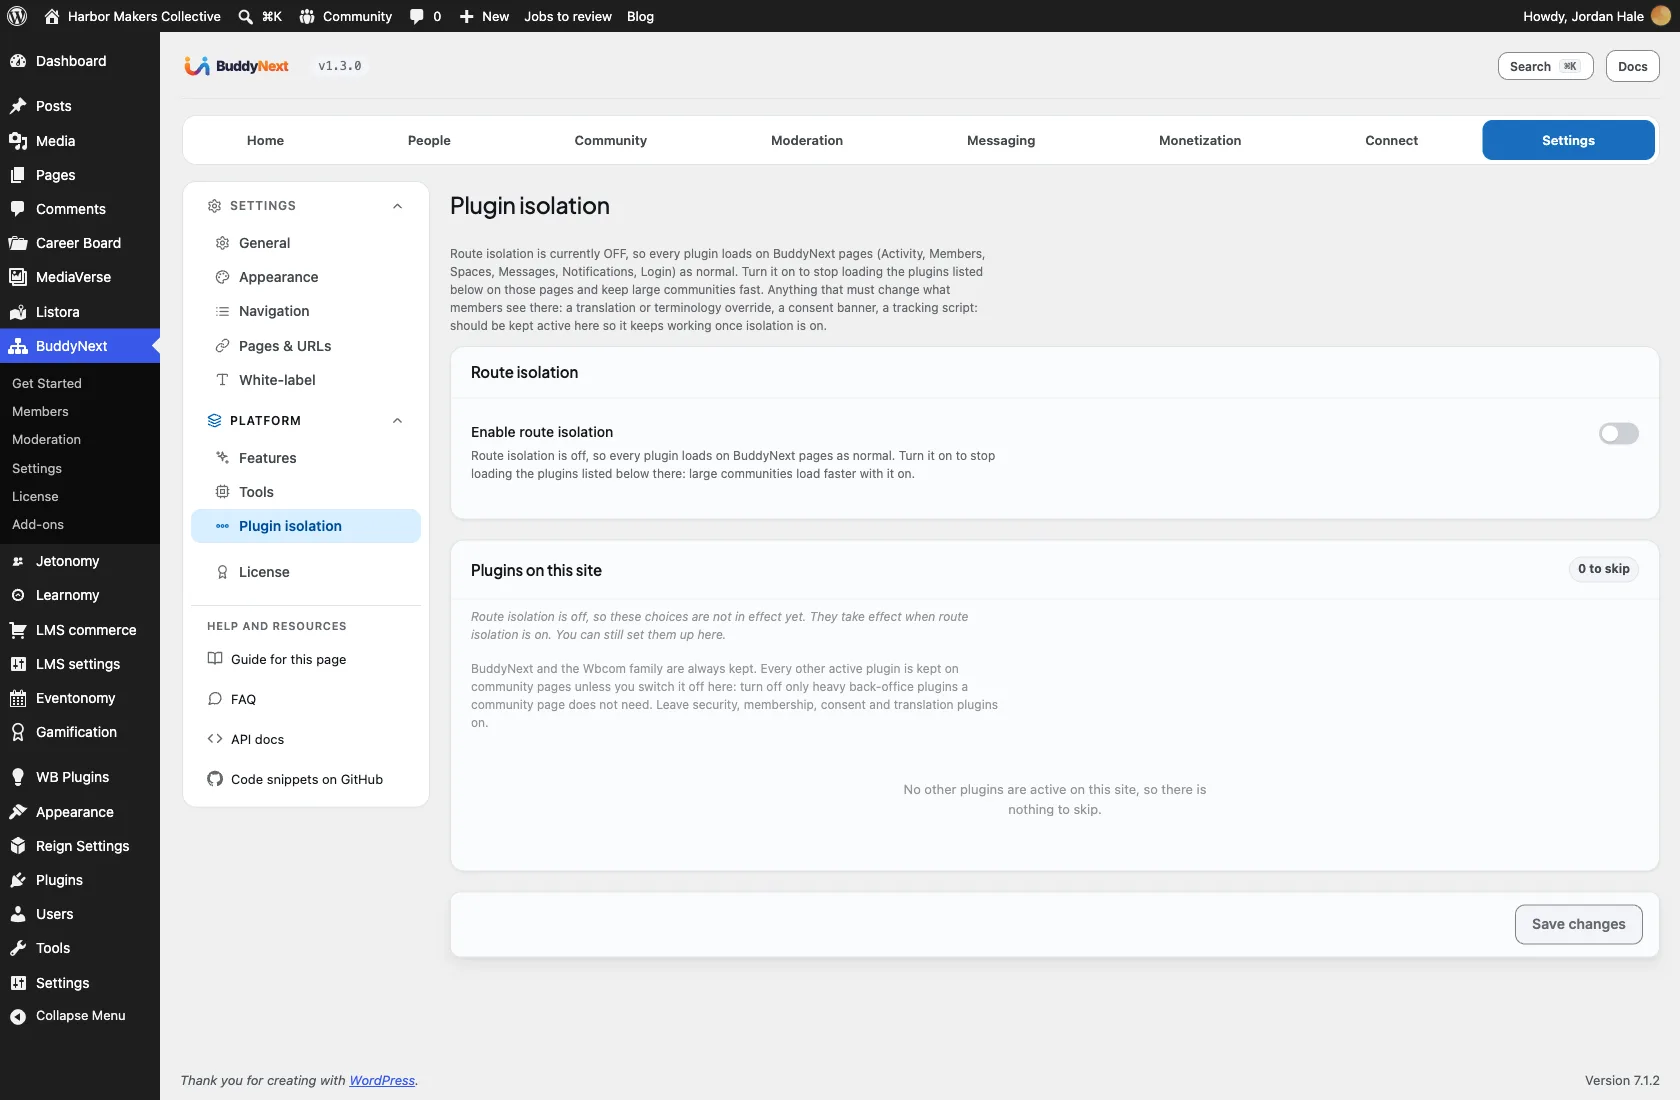 Harbor Makers Collective
⌘K
Community
0
New
Jobs to review
Blog
Howdy, Jordan Hale
Dashboard
Posts
Media
Pages
Comments
Career Board
MediaVerse
Listora
BuddyNext
Get Started
Members
Moderation
Settings
License
Add-ons
Jetonomy
Learnomy
LMS commerce
LMS settings
Eventonomy
Gamification
WB Plugins
Appearance
Reign Settings
Plugins
Users
Tools
Settings
Collapse Menu
BuddyNext
v1.3.0
Search ⌘K
Docs
Home
People
Community
Moderation
Messaging
Monetization
Connect
Settings
SETTINGS
General
Appearance
Navigation
Pages & URLs
White-label
PLATFORM
Features
Tools
Plugin isolation
License
HELP AND RESOURCES
Guide for this page
FAQ
API docs
Code snippets on GitHub
Plugin isolation
Route isolation is currently OFF, so every plugin loads on BuddyNext pages (Activity, Members,
Spaces, Messages, Notifications, Login) as normal. Turn it on to stop loading the plugins listed
below on those pages and keep large communities fast. Anything that must change what
members see there: a translation or terminology override, a consent banner, a tracking script:
should be kept active here so it keeps working once isolation is on.
Route isolation
Enable route isolation
Route isolation is off, so every plugin loads on BuddyNext pages as normal. Turn it on to stop
loading the plugins listed below there: large communities load faster with it on.
Plugins on this site
0 to skip
Route isolation is off, so these choices are not in effect yet. They take effect when route
isolation is on. You can still set them up here.
BuddyNext and the Wbcom family are always kept. Every other active plugin is kept on
community pages unless you switch it off here: turn off only heavy back-office plugins a
community page does not need. Leave security, membership, consent and translation plugins
on.
No other plugins are active on this site, so there is
nothing to skip.
Save changes
Thank you for creating with WordPress.
Version 7.1.2